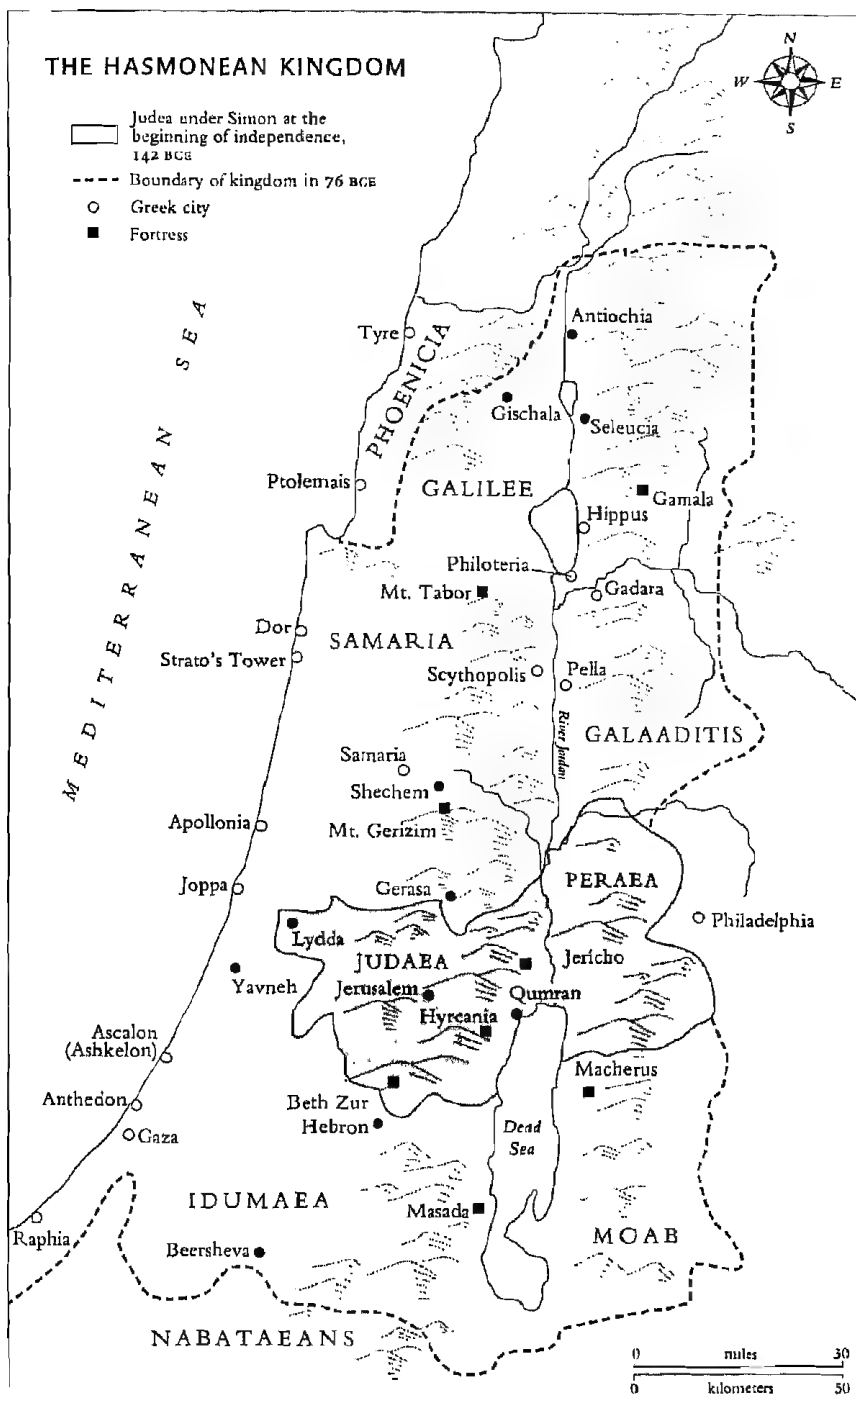 THE HASMONEAN KINGDOM
Judea under Simon at the
beginning of independence,
142 BCE
Boundary of kingdom in 76 BCE
Greek city
Fortress
N
W
E
S
MEDITERRANEAN SEA
Tyre
PHOENICIA
Antiochia
Gischala
Seleucia
Ptolemais
GALILEE
Gamala
Hippus
Philoteria
Mt. Tabor
Gadara
Dor
SAMARIA
Strato's Tower
Scythopolis
Pella
River Jordan
GALAADITIS
Samaria
Shechem
Apollonia
Mt. Gerizim
Joppa
Gerasa
PERAEA
Philadelphia
Lydda
JUDAEA
Jericho
Yavneh
Jerusalem
Qumran
Hyrcania
Ascalon
(Ashkelon)
Macherus
Anthedon
Beth Zur
Hebron
Gaza
Dead
Sea
IDUMAEA
Masada
Raphia
Beersheva
MOAB
NABATAEANS
0 miles 30
0 kilometers 50